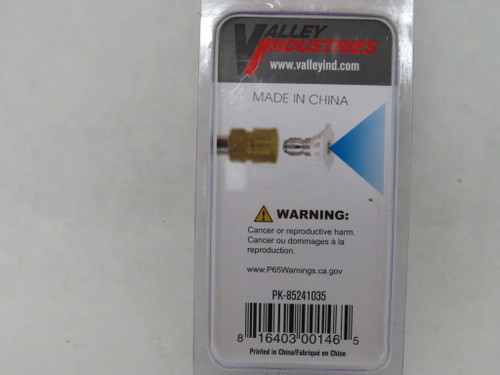 VALLEY
INDUSTRIES
www.valleyind.com
MADE IN CHINA
WARNING:
Cancer or reproductive harm.
Cancer ou dommages à la
reproduction.
www.P65Warnings.ca.gov
PK-85241035
8 16403 00146 5
Printed in China/Fabriqué en Chine